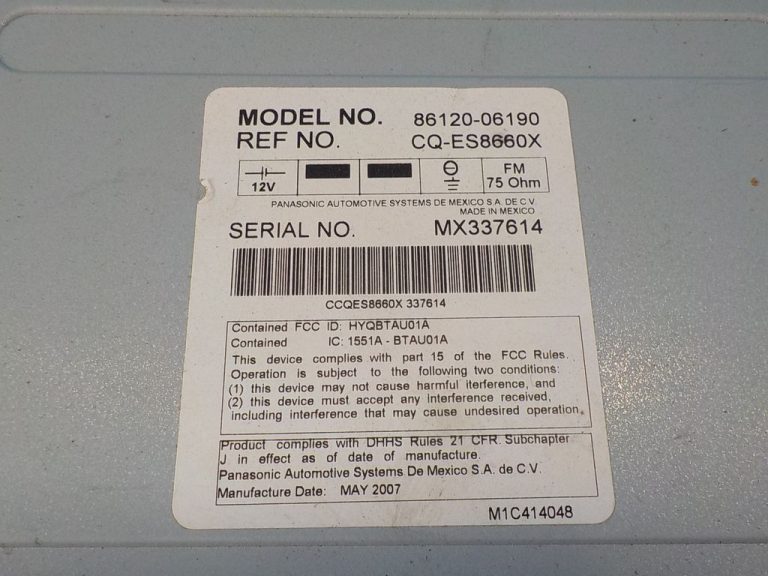 MODEL NO. 86120-06190
REF NO. CQ-ES8660X
12V
FM
75 Ohm
PANASONIC AUTOMOTIVE SYSTEMS DE MEXICO S.A. DE C.V
MADE IN MEXICO
SERIAL NO. MX337614
CCQES8660X 337614
Contained FCC ID: HYQBTAU01A
Contained IC: 1551A - BTAU01A
This device complies with part 15 of the FCC Rules.
Operation is subject to the following two conditions:
(1) this device may not cause harmful iterference, and
(2) this device must accept any interference received,
including interference that may cause undesired operation.
Product complies with DHHS Rules 21 CFR. Subchapter
J in effect as of date of manufacture.
Panasonic Automotive Systems De Mexico S.A. de C.V.
Manufacture Date: MAY 2007
M1C414048